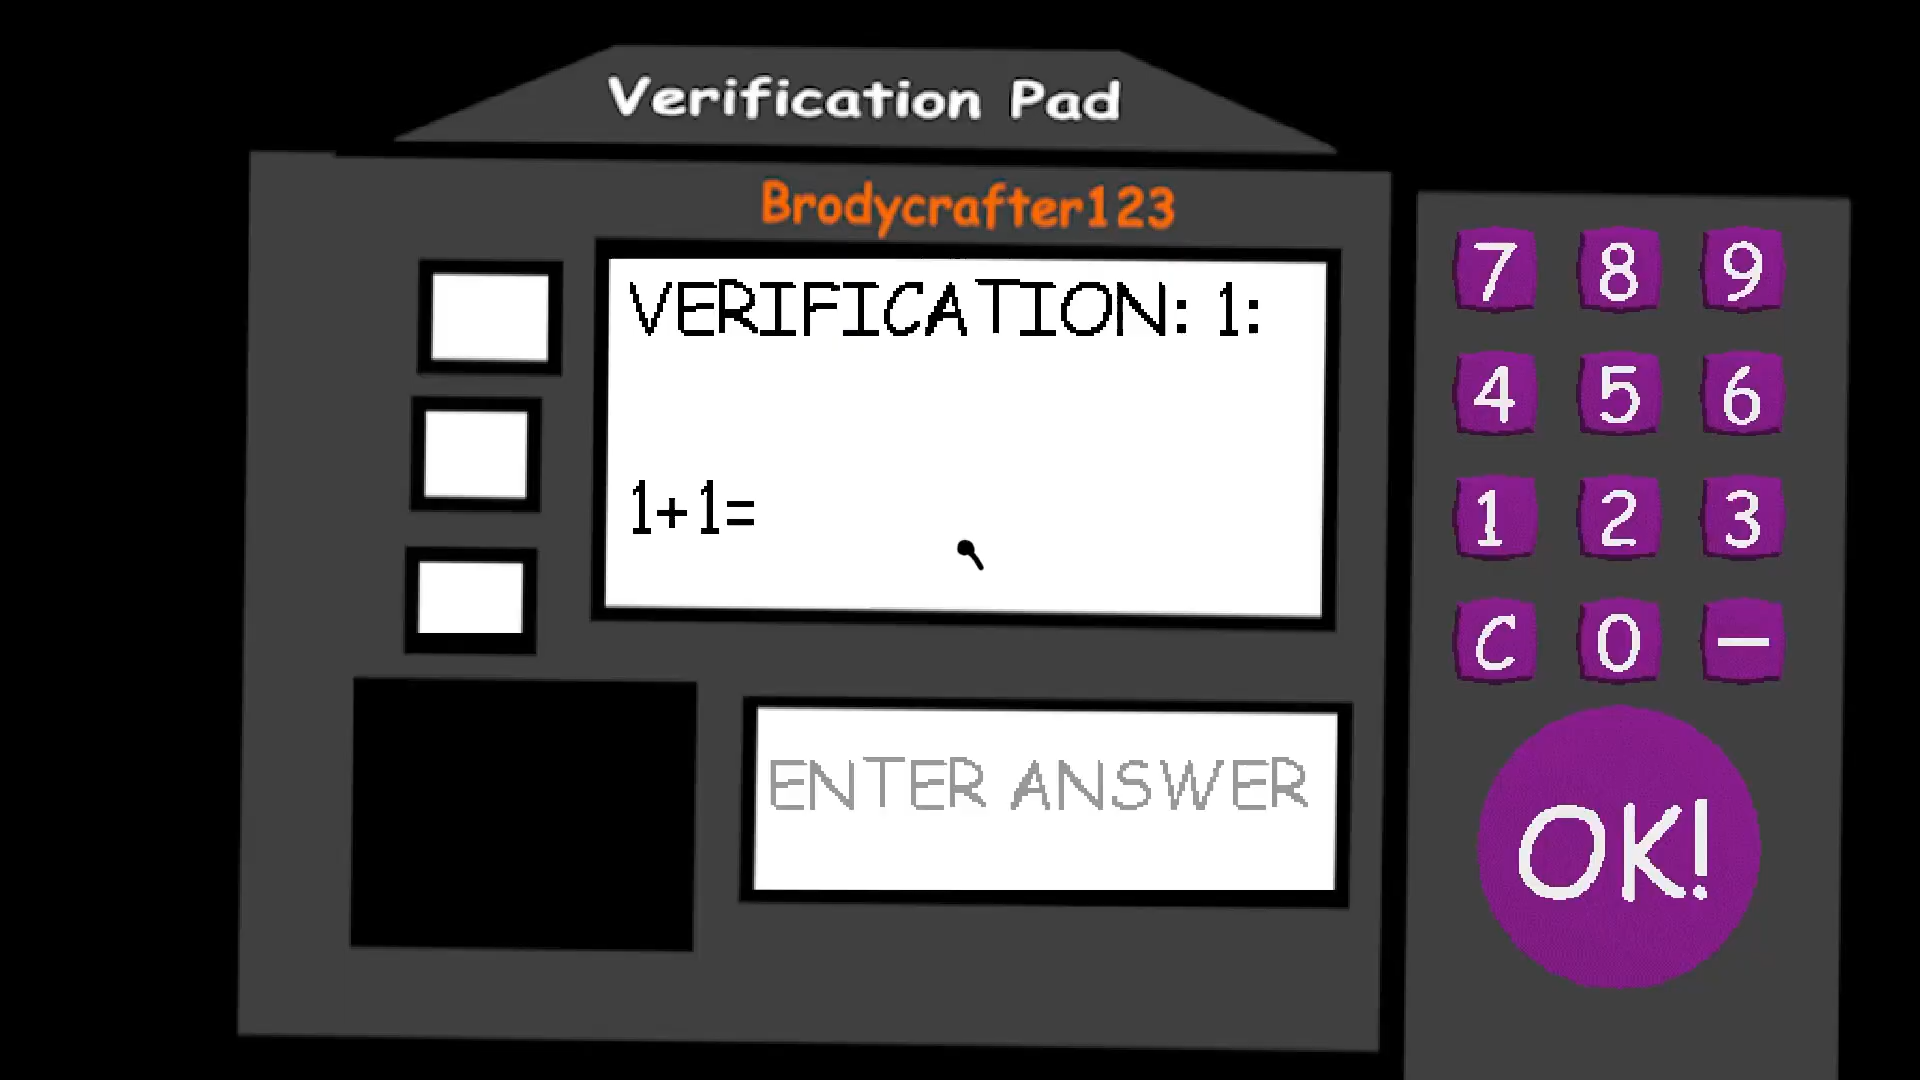 Verification Pad
Brodycrafter123
VERIFICATION: 1:
1+1=
ENTER ANSWER
7 8 9
4 5 6
1 2 3
C 0 −
OK!